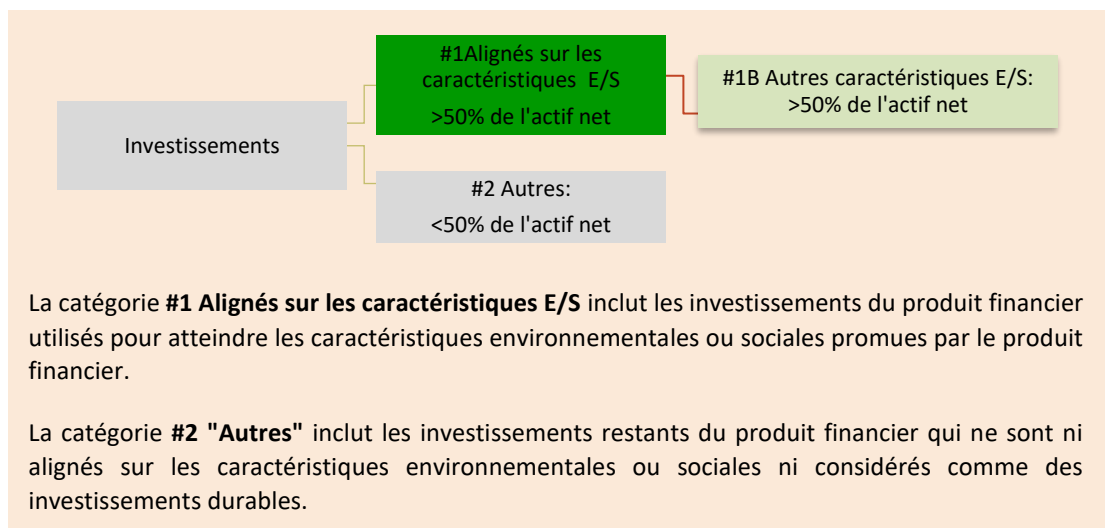 #1Alignés sur les
caractéristiques E/S
>50% de l'actif net
#1B Autres caractéristiques E/S:
>50% de l'actif net
Investissements
#2 Autres:
<50% de l'actif net
La catégorie #1 Alignés sur les caractéristiques E/S inclut les investissements du produit financier
utilisés pour atteindre les caractéristiques environnementales ou sociales promues par le produit
financier.
La catégorie #2 "Autres" inclut les investissements restants du produit financier qui ne sont ni
alignés sur les caractéristiques environnementales ou sociales ni considérés comme des
investissements durables.